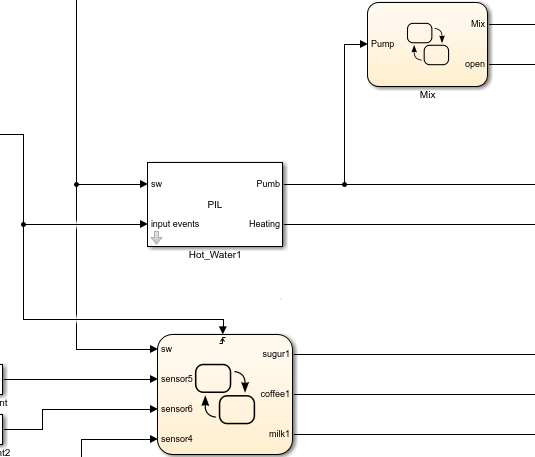 Mix
Pump
open
Mix
sw
Pumb
PIL
input events
Heating
Hot_Water1
sw
sugur1
sensor5
coffee1
sensor6
milk1
sensor4
nt
nt2